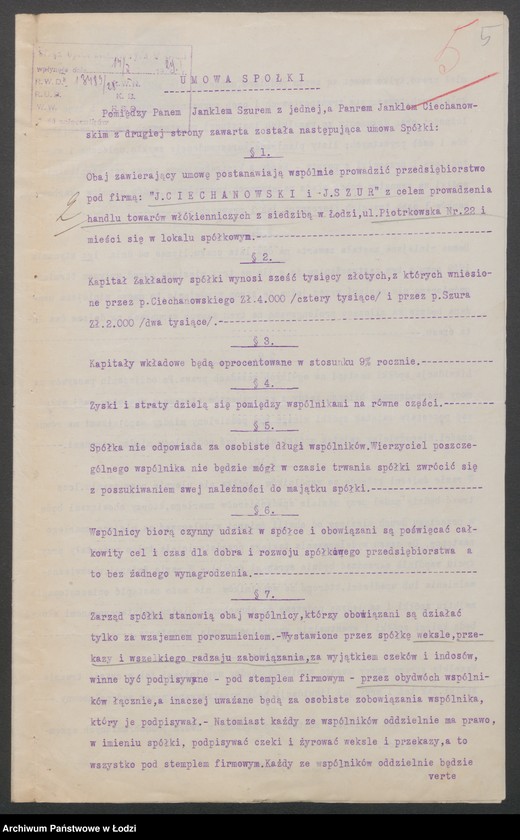 14/5
5 5
UMOWA SPOŁKI
Pomiędzy Panem Janklem Szurem z jednej,a Panrem Janklem Ciechanow-
skim z drugiej strony zawarta została następująca umowa Spółki:
§ 1.
Obaj zawierający umowę postanawiają wspólnie prowadzić przedsiębiorstwo
pod firmą: "J.CIECHANOWSKI i J.SZUR" z celem prowadzenia
handlu towarów włókienniczych z siedzibą w Łodzi,ul.Piotrkowska Nr.22 i
mieści się w lokalu spółkowym.-
§ 2.
Kapitał Zakładowy spółki wynosi sześć tysięcy złotych,z których wniesio-
ne przez p.Ciechanowskiego Zł.4.000 /cztery tysiące/ i przez p.Szura
Zł.2.000 /dwa tysiące/.-
§ 3.
Kapitały wkładowe będą oprocentowane w stosunku 9% rocznie.-
§ 4.
Zyski i straty dzielą się pomiędzy wspólnikami na równe części.-
§ 5.
Spółka nie odpowiada za osobiste długi wspólników.Wierzyciel poszcze-
gólnego wspólnika nie będzie mógł w czasie trwania spółki zwrócić się
z poszukiwaniem swej należności do majątku spółki.-
§ 6.
Wspólnicy biorą czynny udział w spółce i obowiązani są poświęcać cał-
kowity cel i czas dla dobra i rozwoju spółkowego przedsiębiorstwa a
to bez żadnego wynagrodzenia.-
§ 7.
Zarząd spółki stanowią obaj wspólnicy,którzy obowiązani są działać
tylko za wzajemnem porozumieniem.-Wystawione przez spółkę weksle,prze-
kazy i wszelkiego radzaju zabowiązania,za wyjątkiem czeków i indosów,
winne być podpisywane - pod stemplem firmowym - przez obydwóch wspólni-
ków łącznie,a inaczej uważane będą za osobiste zobowiązania wspólnika,
który je podpisywał.- Natomiast każdy ze wspólników oddzielnie ma prawo,
w imieniu spółki, podpisywać czeki i żyrować weksle i przekazy,a to
wszystko pod stemplem firmowym.Każdy ze wspólników oddzielnie będzie
verte
Archiwum Państwowe w Łodzi